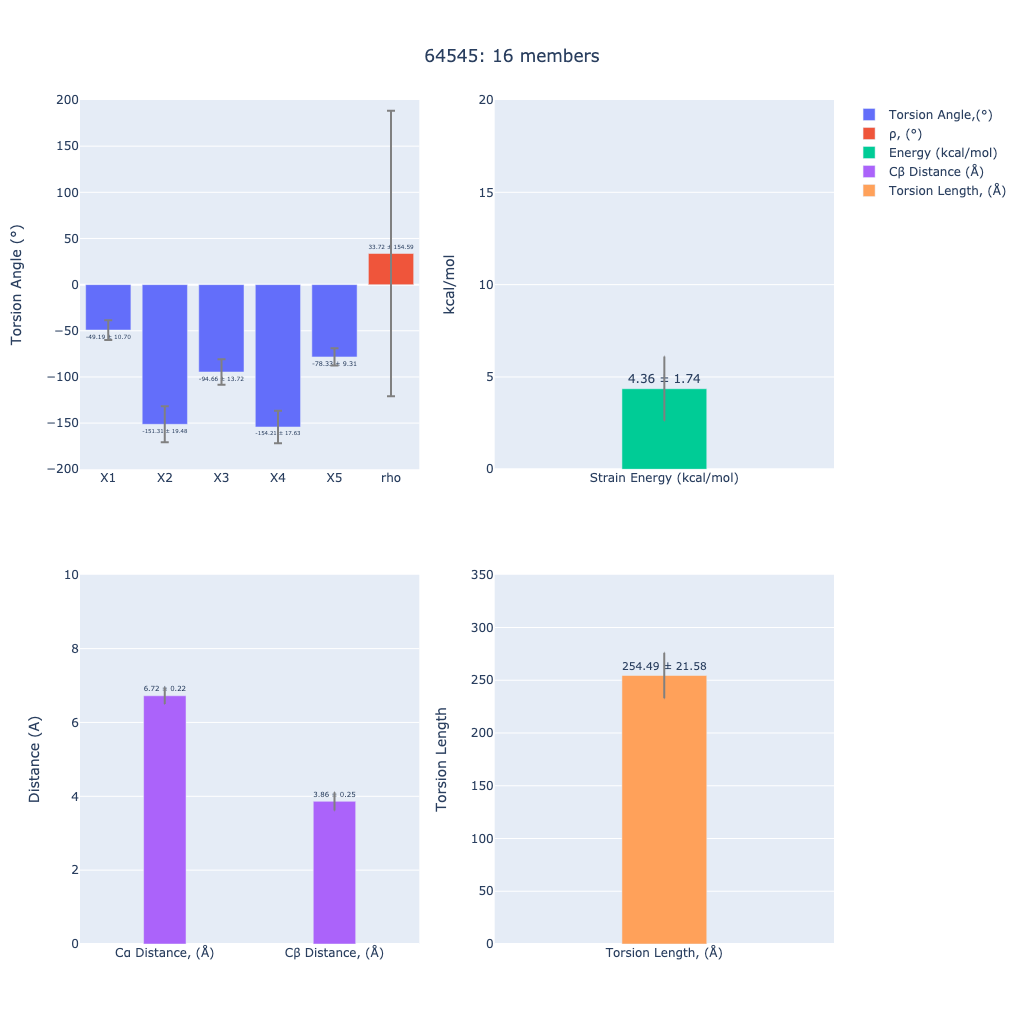 64545: 16 members
Torsion Angle (°)
200
150
100
50
0
−50
−100
−150
−200
-49.19 ± 10.70
-151.31 ± 19.48
-94.66 ± 13.72
-154.21 ± 17.63
-78.33 ± 9.31
33.72 ± 154.59
X1 X2 X3 X4 X5 rho
kcal/mol
20
15
10
5
0
4.36 ± 1.74
Strain Energy (kcal/mol)
Torsion Angle,(°)
ρ, (°)
Energy (kcal/mol)
Cβ Distance (Å)
Torsion Length, (Å)
Distance (A)
10
8
6
4
2
0
6.72 ± 0.22
3.86 ± 0.25
Cα Distance, (Å) Cβ Distance, (Å)
Torsion Length
350
300
250
200
150
100
50
0
254.49 ± 21.58
Torsion Length, (Å)